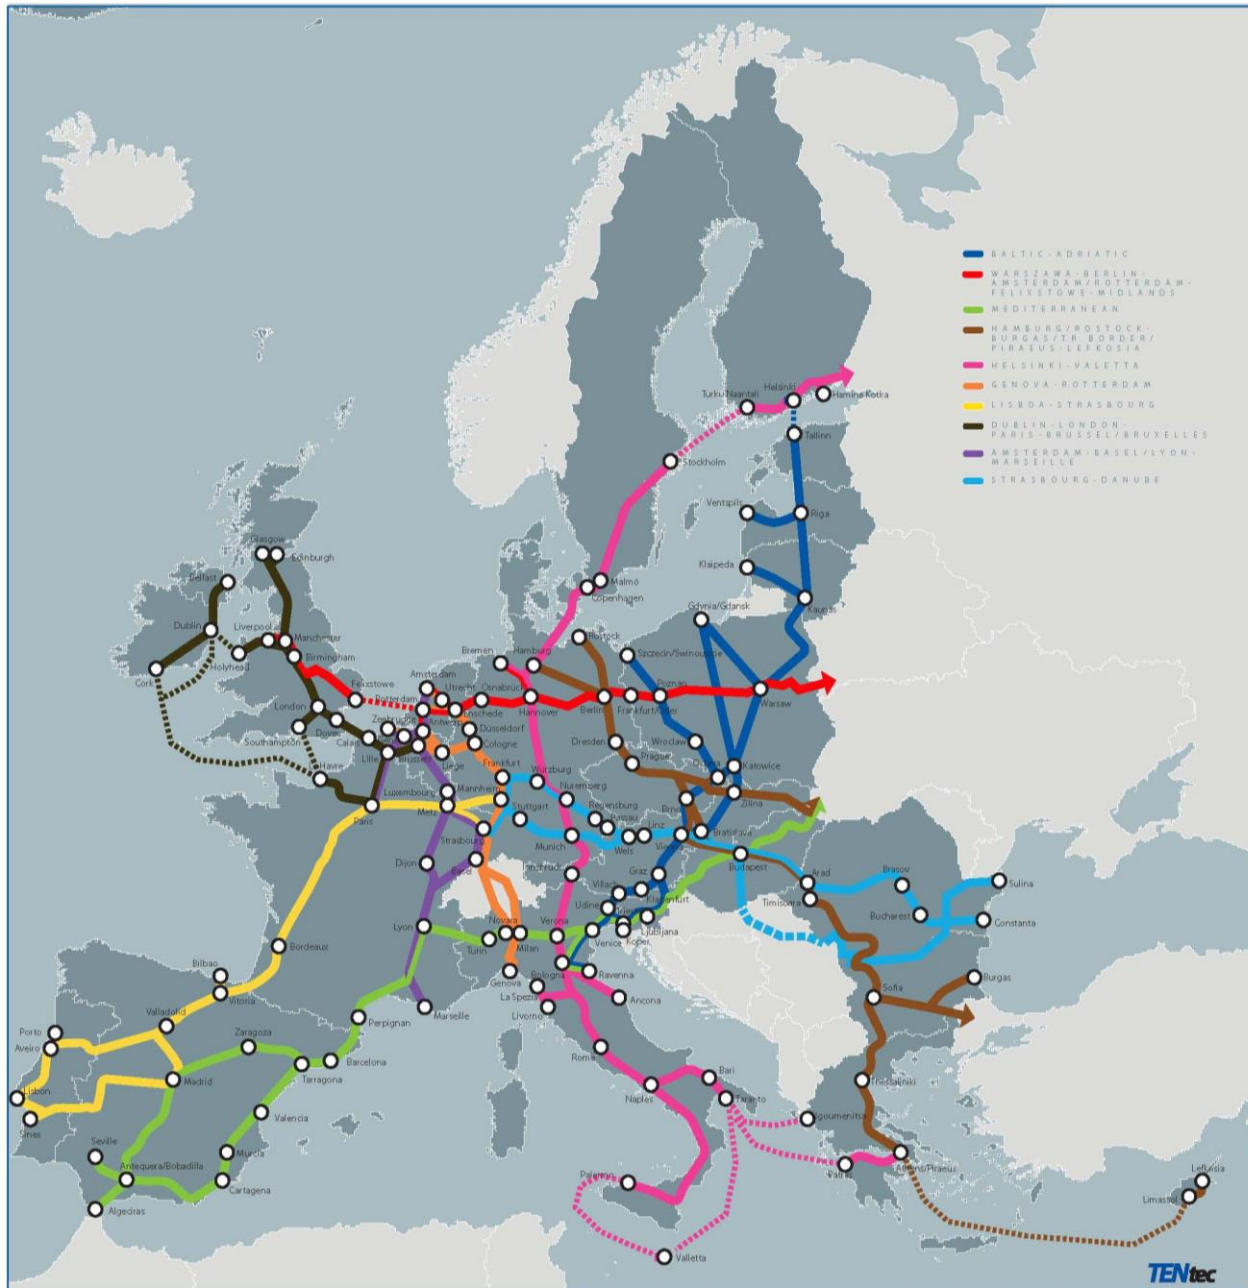 BALTIC-ADRIATIC
WARSZAWA-BERLIN-
AMSTERDAM/ROTTERDAM-
FELIXSTOWE-MIDLANDS
MEDITERRANEAN
HAMBURG/ROSTOCK-
BURGAS/TR BORDER/
PIRAEUS-LEFKOSIA
HELSINKI-VALETTA
GENOVA-ROTTERDAM
LISBOA-STRASBOURG
DUBLIN-LONDON-
PARIS-BRUSSEL/BRUXELLES
AMSTERDAM-BASEL/LYON-
MARSEILLE
STRASBOURG-DANUBE
Helsinki
Turku/Naantali
Hamina Kotka
Tallinn
Stockholm
Ventspils
Riga
Glasgow
Edinburgh
Klaipeda
Belfast
Malmö
Copenhagen
Kaunas
Gdynia/Gdansk
Dublin
Liverpool
Manchester
Rostock
Holyhead
Birmingham
Bremen
Hamburg
Szczecin/Swinoujscie
Cork
Felixstowe
Amsterdam
Utrecht
Osnabruck
Poznan
Rotterdam
London
Enschede
Hannover
Berlin
Frankfurt/Oder
Warsaw
Southampton
Dover
Calais
Zeebrugge
Antwerp
Düsseldorf
Cologne
Dresden
Wroclaw
Lille
Brussels
Liege
Prague
Katowice
Havre
Frankfurt
Ostrava
Luxembourg
Mannheim
Wurzburg
Nuremberg
Zilina
Paris
Metz
Stuttgart
Regensburg
Passau
Brno
Strasbourg
Linz
Bratislava
Munich
Wels
Vienna
Dijon
Basel
Innsbruck
Budapest
Graz
Arad
Brasov
Sulina
Villach
Klagenfurt
Timisoara
Udine
Bucharest
Constanta
Lyon
Novara
Verona
Ljubljana
Turin
Milan
Venice
Koper
Bordeaux
Bilbao
Genova
Bologna
Ravenna
Burgas
Vitoria
La Spezia
Ancona
Sofia
Valladolid
Marseille
Livorno
Porto
Perpignan
Aveiro
Zaragoza
Roma
Barcelona
Tarragona
Madrid
Naples
Bari
Thessaliniki
Lisbon
Taranto
Sines
Valencia
Igoumenitsa
Seville
Murcia
Antequera/Bobadilla
Patras
Athens/Piraeus
Palermo
Lefkosia
Cartagena
Limassol
Algeciras
Valletta
TENtec